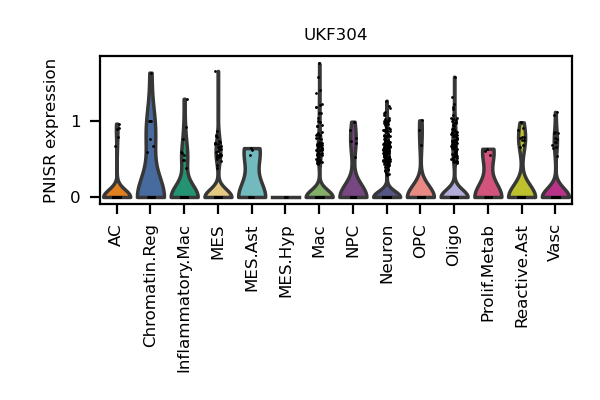 UKF304
PNISR expression
1
0
AC
Chromatin.Reg
Inflammatory.Mac
MES
MES.Ast
MES.Hyp
Mac
NPC
Neuron
OPC
Oligo
Prolif.Metab
Reactive.Ast
Vasc